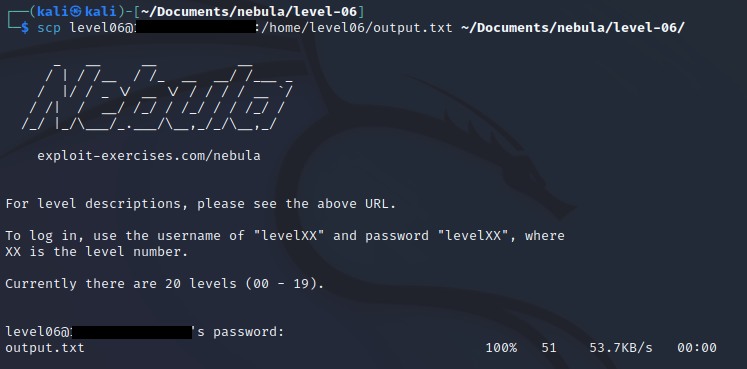 ┌──(kali㉿kali)-[~/Documents/nebula/level-06]
└─$ scp level06@:/home/level06/output.txt ~/Documents/nebula/level-06/
Nebula
exploit-exercises.com/nebula
For level descriptions, please see the above URL.
To log in, use the username of "levelXX" and password "levelXX", where
XX is the level number.
Currently there are 20 levels (00 - 19).
level06@'s password:
output.txt 100% 51 53.7KB/s 00:00